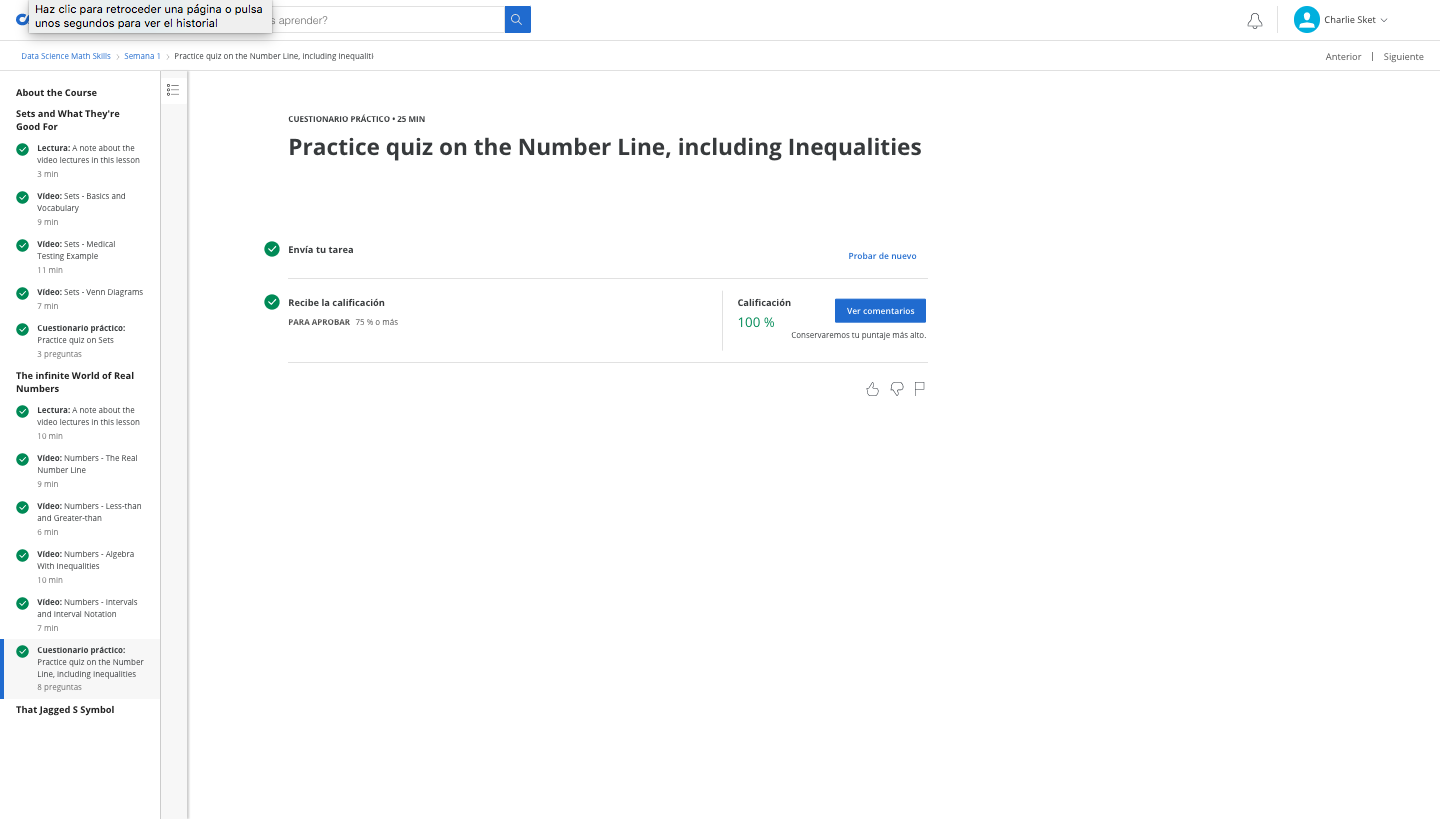 Haz clic para retroceder una página o pulsa
unos segundos para ver el historial
aprender?
Charlie Sket
Data Science Math Skills > Semana 1 > Practice quiz on the Number Line, including Inequaliti
Anterior | Siguiente
About the Course
Sets and What They're
Good For
Lectura: A note about the
video lectures in this lesson
3 min
Vídeo: Sets - Basics and
Vocabulary
9 min
Vídeo: Sets - Medical
Testing Example
11 min
Vídeo: Sets - Venn Diagrams
7 min
Cuestionario práctico:
Practice quiz on Sets
3 preguntas
The infinite World of Real
Numbers
Lectura: A note about the
video lectures in this lesson
10 min
Vídeo: Numbers - The Real
Number Line
9 min
Vídeo: Numbers - Less-than
and Greater-than
6 min
Vídeo: Numbers - Algebra
With Inequalities
10 min
Vídeo: Numbers - Intervals
and Interval Notation
7 min
Cuestionario práctico:
Practice quiz on the Number
Line, including Inequalities
8 preguntas
That Jagged S Symbol
CUESTIONARIO PRÁCTICO • 25 MIN
Practice quiz on the Number Line, including Inequalities
Envía tu tarea
Probar de nuevo
Recibe la calificación
PARA APROBAR 75 % o más
Calificación
100 %
Ver comentarios
Conservaremos tu puntaje más alto.